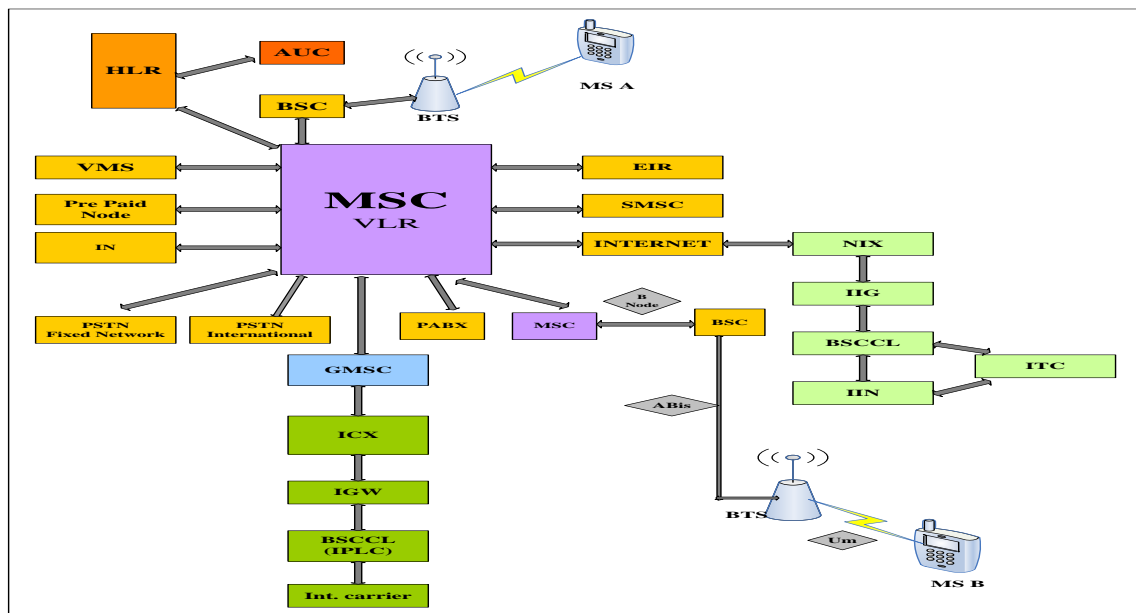 HLR
AUC
MS A
BSC
BTS
VMS
MSC
VLR
EIR
Pre Paid
Node
SMSC
IN
INTERNET
NIX
B
Node
IIG
PSTN
Fixed Network
PSTN
International
PABX
MSC
BSC
BSCCL
GMSC
ITC
ABis
IIN
ICX
IGW
BTS
Um
BSCCL
(IPLC)
MS B
Int. carrier